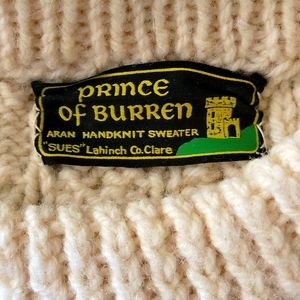 PRINCE
OF BURREN
ARAN HANDKNIT SWEATER
"SUES" Lahinch Co.Clare